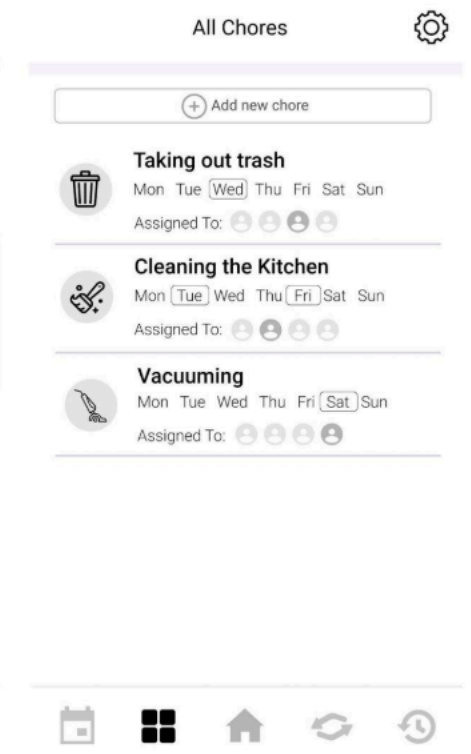 All Chores
Add new chore
Taking out trash
Mon Tue Wed Thu Fri Sat Sun
Assigned To:
Cleaning the Kitchen
Mon Tue Wed Thu Fri Sat Sun
Assigned To:
Vacuuming
Mon Tue Wed Thu Fri Sat Sun
Assigned To: